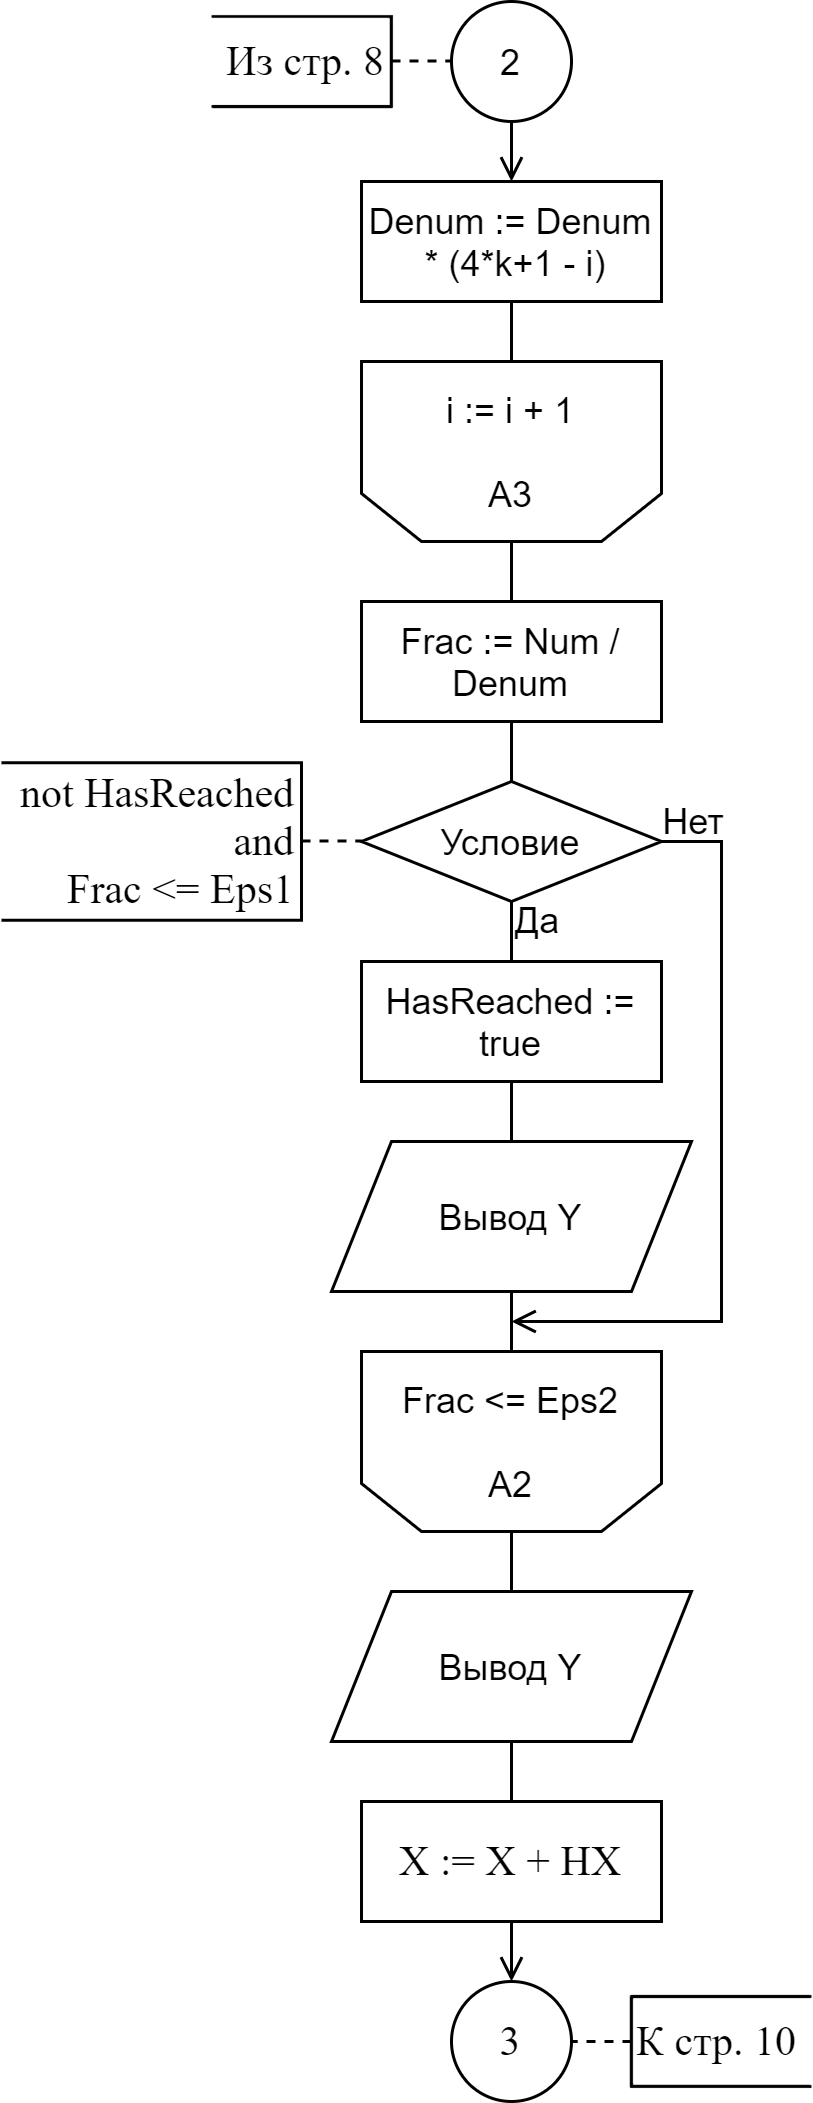 Из стр. 8
2
Denum := Denum
* (4*k+1 - i)
i := i + 1
A3
Frac := Num /
Denum
not HasReached
and
Frac <= Eps1
Условие
Нет
Да
HasReached :=
true
Вывод Y
Frac <= Eps2
A2
Вывод Y
X := X + HX
3
К стр. 10